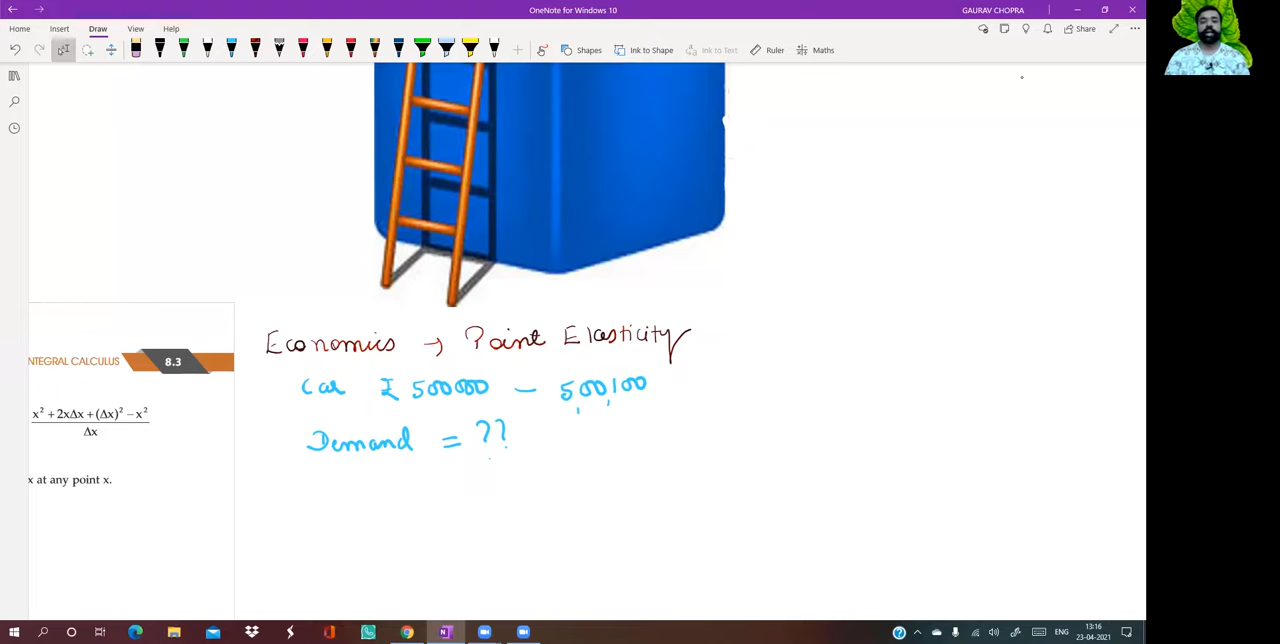 OneNote for Windows 10
GAURAV CHOPRA
Home Insert Draw View Help
Share
Shapes Ink to Shape Ink to Text Ruler Maths
Economics → Point Elasticity
NTEGRAL CALCULUS 8.3
Car ₹ 500000 – 500,100
x² + 2xΔx + (Δx)² – x²
Δx
Demand = ??
x at any point x.
ENG
13:16
23-04-2021